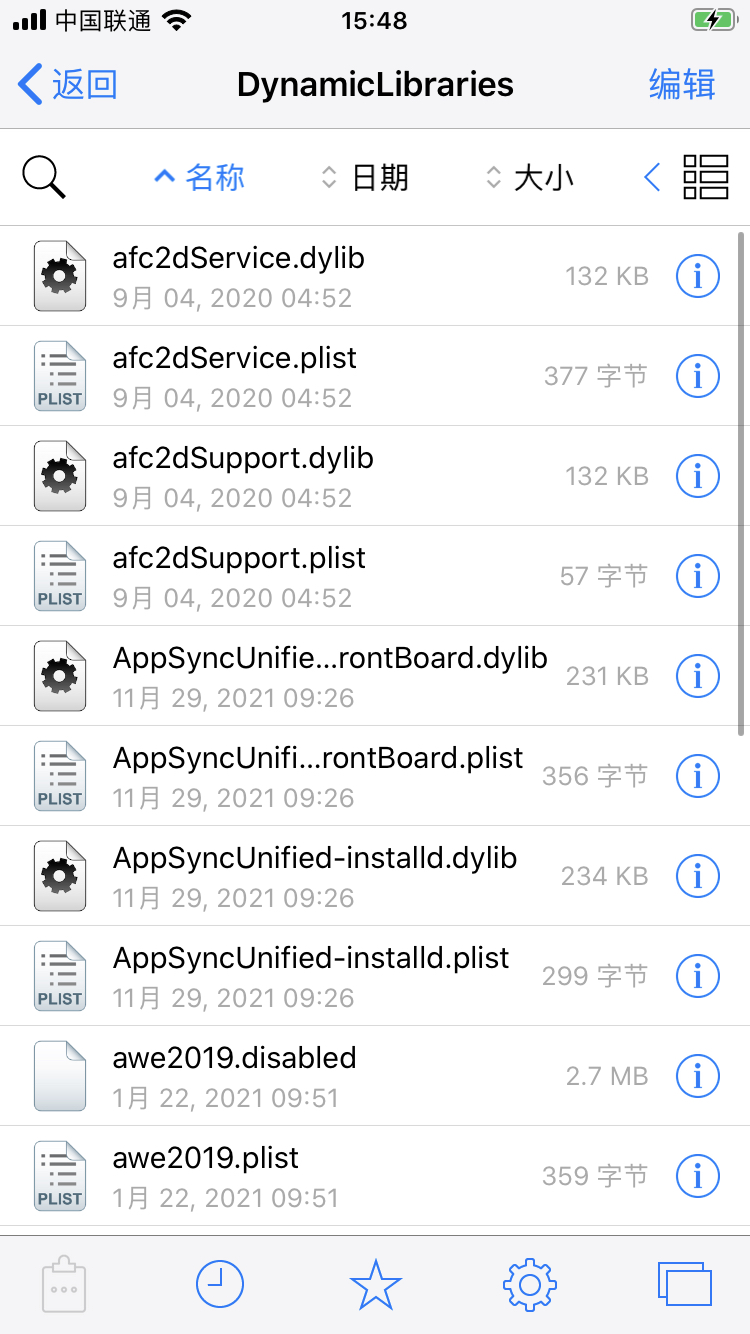 中国联通 15:48
返回 DynamicLibraries 编辑
名称 日期 大小
afc2dService.dylib
9月 04, 2020 04:52
132 KB
afc2dService.plist
9月 04, 2020 04:52
377 字节
PLIST
afc2dSupport.dylib
9月 04, 2020 04:52
132 KB
afc2dSupport.plist
9月 04, 2020 04:52
57 字节
PLIST
AppSyncUnifie...rontBoard.dylib
11月 29, 2021 09:26
231 KB
AppSyncUnifi...rontBoard.plist
11月 29, 2021 09:26
356 字节
PLIST
AppSyncUnified-installd.dylib
11月 29, 2021 09:26
234 KB
AppSyncUnified-installd.plist
11月 29, 2021 09:26
299 字节
PLIST
awe2019.disabled
1月 22, 2021 09:51
2.7 MB
awe2019.plist
1月 22, 2021 09:51
359 字节
PLIST